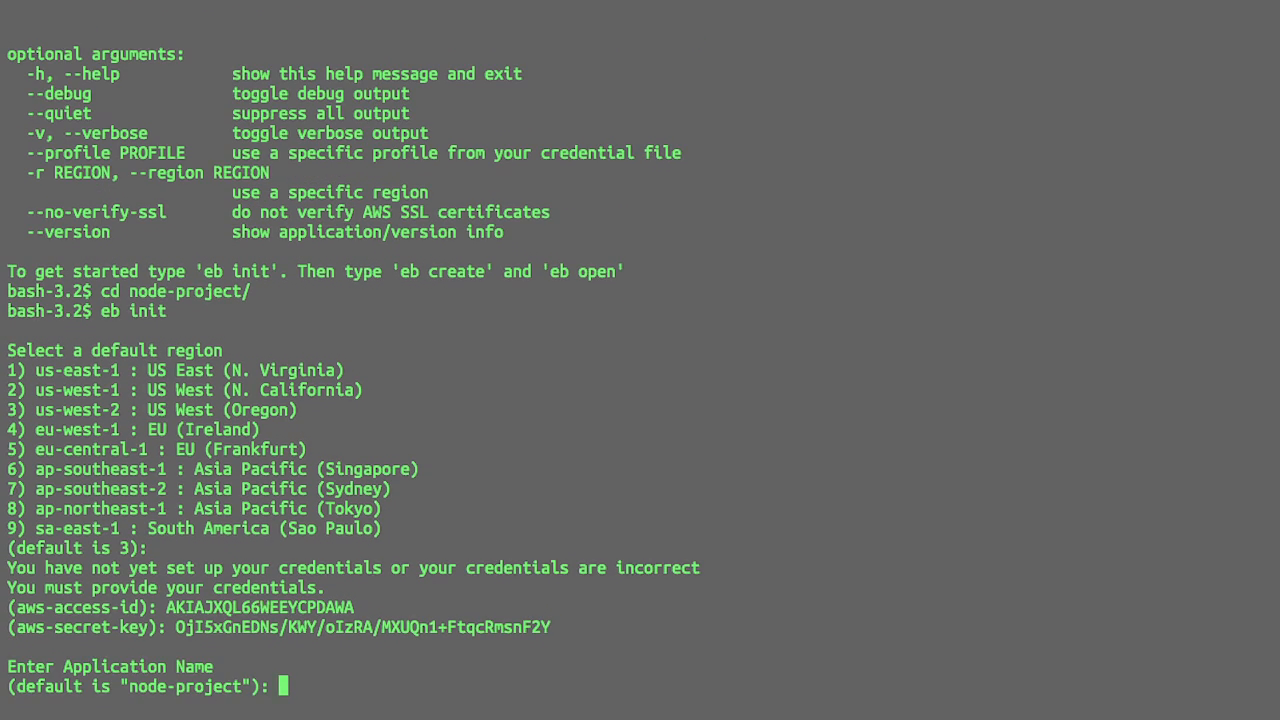 optional arguments:
-h, --help show this help message and exit
--debug toggle debug output
--quiet suppress all output
-v, --verbose toggle verbose output
--profile PROFILE use a specific profile from your credential file
-r REGION, --region REGION
use a specific region
--no-verify-ssl do not verify AWS SSL certificates
--version show application/version info
To get started type 'eb init'. Then type 'eb create' and 'eb open'
bash-3.2$ cd node-project/
bash-3.2$ eb init
Select a default region
1) us-east-1 : US East (N. Virginia)
2) us-west-1 : US West (N. California)
3) us-west-2 : US West (Oregon)
4) eu-west-1 : EU (Ireland)
5) eu-central-1 : EU (Frankfurt)
6) ap-southeast-1 : Asia Pacific (Singapore)
7) ap-southeast-2 : Asia Pacific (Sydney)
8) ap-northeast-1 : Asia Pacific (Tokyo)
9) sa-east-1 : South America (Sao Paulo)
(default is 3):
You have not yet set up your credentials or your credentials are incorrect
You must provide your credentials.
(aws-access-id): AKIAJXQL66WEEYCPDAWA
(aws-secret-key): OjI5xGnEDNs/KWY/oIzRA/MXUQn1+FtqcRmsnF2Y
Enter Application Name
(default is "node-project"):